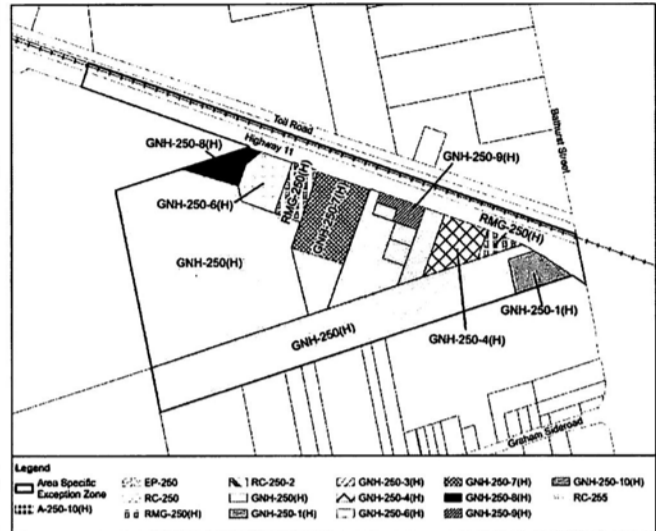 Toll Road
Highway 11
Bathurst Street
GNH-250-8(H)
GNH-250-9(H)
GNH-250-6(H)
RMG-250(H)
GNH-250-7(H)
RMG-250(H)
GNH-250(H)
GNH-250-1(H)
GNH-250(H)
GNH-250-4(H)
Graham Sideroad
Legend
Area Specific
Exception Zone
A-250-10(H)
EP-250
RC-250
RMG-250(H)
RC-250-2
GNH-250(H)
GNH-250-1(H)
GNH-250-3(H)
GNH-250-4(H)
GNH-250-6(H)
GNH-250-7(H)
GNH-250-8(H)
GNH-250-9(H)
GNH-250-10(H)
RC-255